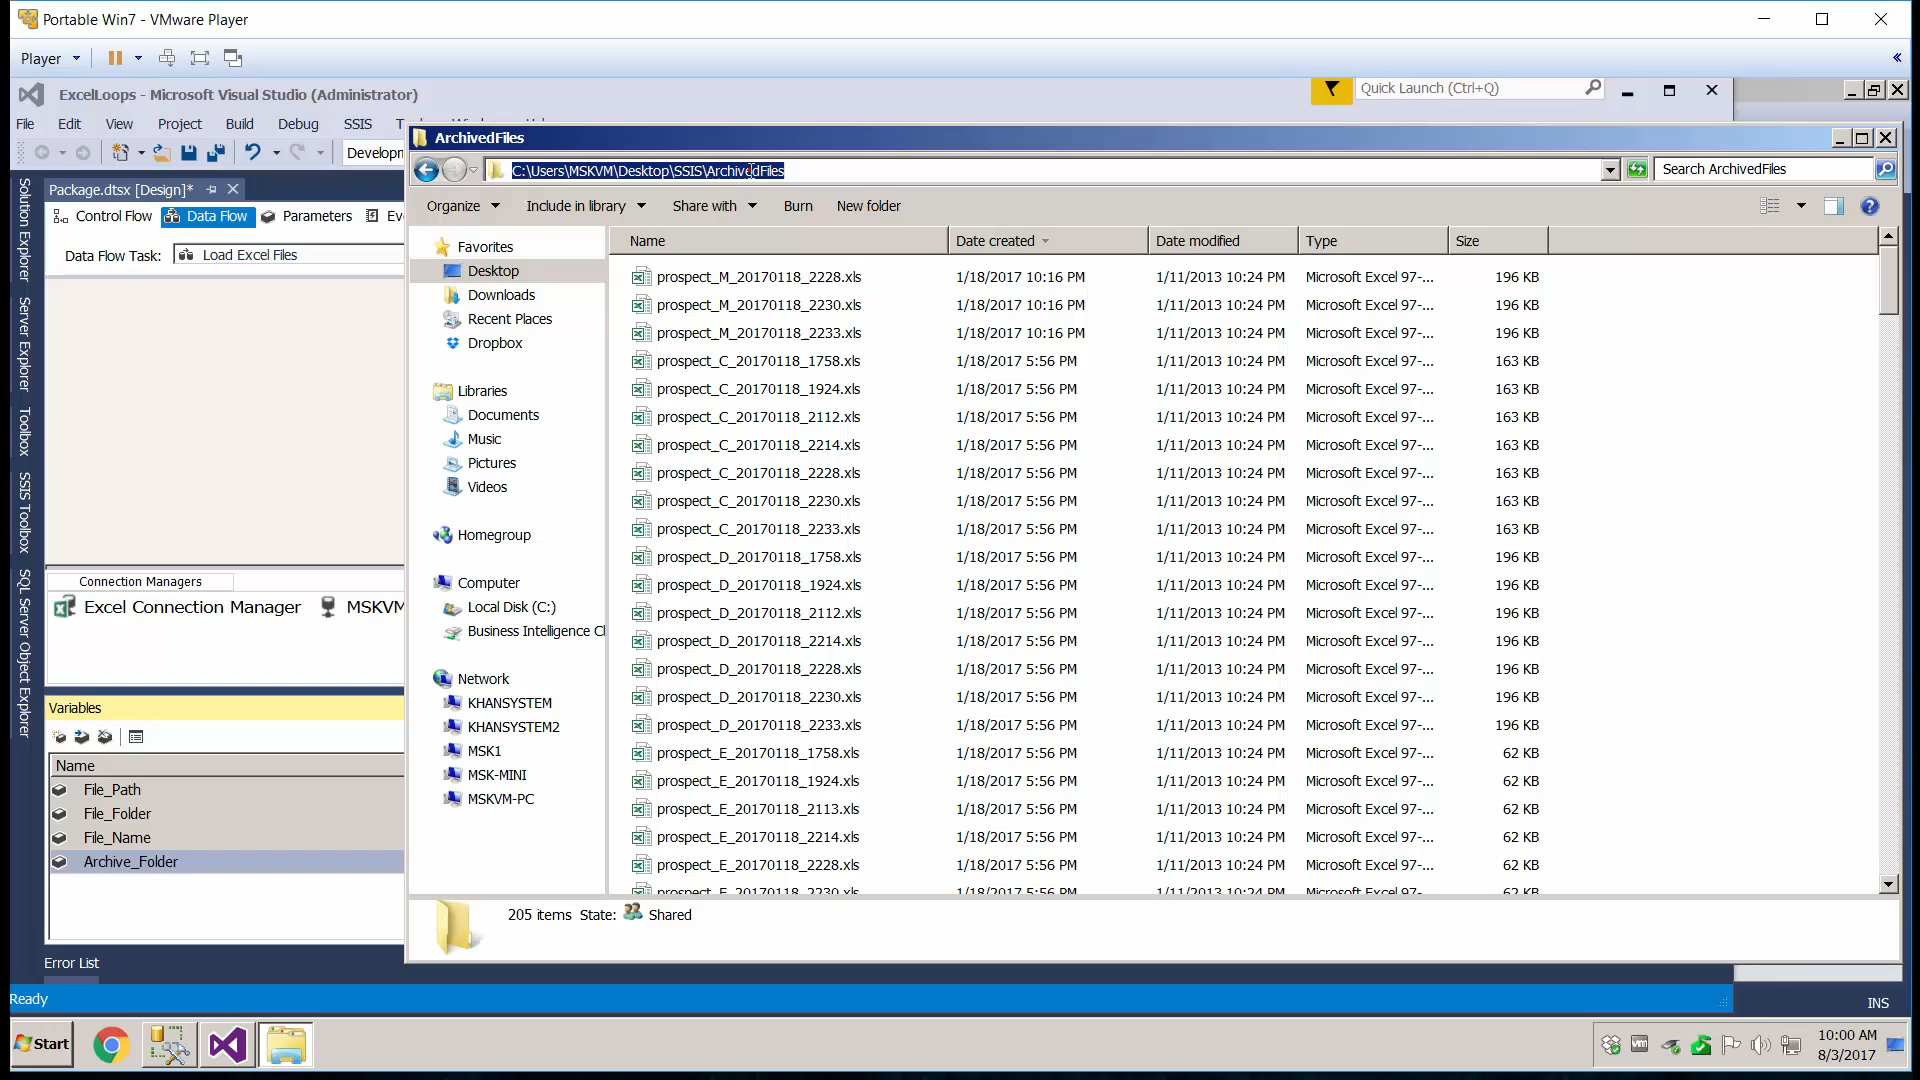 Portable Win7 - VMware Player
Player
ExcelLoops - Microsoft Visual Studio (Administrator)
Quick Launch (Ctrl+Q)
File Edit View Project Build Debug SSIS
ArchivedFiles
Developn
C:\Users\MSKVM\Desktop\SSIS\ArchivedFiles
Search ArchivedFiles
Package.dtsx [Design]*
Control Flow Data Flow Parameters Ev
Organize Include in library Share with Burn New folder
Data Flow Task: Load Excel Files
Solution Explorer
Server Explorer
Toolbox
SSIS Toolbox
SQL Server Object Explorer
Favorites
Desktop
Downloads
Recent Places
Dropbox
Libraries
Documents
Music
Pictures
Videos
Homegroup
Computer
Local Disk (C:)
Business Intelligence Cl
Network
KHANSYSTEM
KHANSYSTEM2
MSK1
MSK-MINI
MSKVM-PC
Name Date created Date modified Type Size
prospect_M_20170118_2228.xls 1/18/2017 10:16 PM 1/11/2013 10:24 PM Microsoft Excel 97-... 196 KB
prospect_M_20170118_2230.xls 1/18/2017 10:16 PM 1/11/2013 10:24 PM Microsoft Excel 97-... 196 KB
prospect_M_20170118_2233.xls 1/18/2017 10:16 PM 1/11/2013 10:24 PM Microsoft Excel 97-... 196 KB
prospect_C_20170118_1758.xls 1/18/2017 5:56 PM 1/11/2013 10:24 PM Microsoft Excel 97-... 163 KB
prospect_C_20170118_1924.xls 1/18/2017 5:56 PM 1/11/2013 10:24 PM Microsoft Excel 97-... 163 KB
prospect_C_20170118_2112.xls 1/18/2017 5:56 PM 1/11/2013 10:24 PM Microsoft Excel 97-... 163 KB
prospect_C_20170118_2214.xls 1/18/2017 5:56 PM 1/11/2013 10:24 PM Microsoft Excel 97-... 163 KB
prospect_C_20170118_2228.xls 1/18/2017 5:56 PM 1/11/2013 10:24 PM Microsoft Excel 97-... 163 KB
prospect_C_20170118_2230.xls 1/18/2017 5:56 PM 1/11/2013 10:24 PM Microsoft Excel 97-... 163 KB
prospect_C_20170118_2233.xls 1/18/2017 5:56 PM 1/11/2013 10:24 PM Microsoft Excel 97-... 163 KB
prospect_D_20170118_1758.xls 1/18/2017 5:56 PM 1/11/2013 10:24 PM Microsoft Excel 97-... 196 KB
prospect_D_20170118_1924.xls 1/18/2017 5:56 PM 1/11/2013 10:24 PM Microsoft Excel 97-... 196 KB
prospect_D_20170118_2112.xls 1/18/2017 5:56 PM 1/11/2013 10:24 PM Microsoft Excel 97-... 196 KB
prospect_D_20170118_2214.xls 1/18/2017 5:56 PM 1/11/2013 10:24 PM Microsoft Excel 97-... 196 KB
prospect_D_20170118_2228.xls 1/18/2017 5:56 PM 1/11/2013 10:24 PM Microsoft Excel 97-... 196 KB
prospect_D_20170118_2230.xls 1/18/2017 5:56 PM 1/11/2013 10:24 PM Microsoft Excel 97-... 196 KB
prospect_D_20170118_2233.xls 1/18/2017 5:56 PM 1/11/2013 10:24 PM Microsoft Excel 97-... 196 KB
prospect_E_20170118_1758.xls 1/18/2017 5:56 PM 1/11/2013 10:24 PM Microsoft Excel 97-... 62 KB
prospect_E_20170118_1924.xls 1/18/2017 5:56 PM 1/11/2013 10:24 PM Microsoft Excel 97-... 62 KB
prospect_E_20170118_2113.xls 1/18/2017 5:56 PM 1/11/2013 10:24 PM Microsoft Excel 97-... 62 KB
prospect_E_20170118_2214.xls 1/18/2017 5:56 PM 1/11/2013 10:24 PM Microsoft Excel 97-... 62 KB
prospect_E_20170118_2228.xls 1/18/2017 5:56 PM 1/11/2013 10:24 PM Microsoft Excel 97-... 62 KB
prospect_E_20170118_2230.xls 1/18/2017 5:56 PM 1/11/2013 10:24 PM Microsoft Excel 97-... 62 KB
205 items State: Shared
Connection Managers
Excel Connection Manager MSKVM
Variables
Name
File_Path
File_Folder
File_Name
Archive_Folder
Error List
Ready INS
Start
10:00 AM
8/3/2017